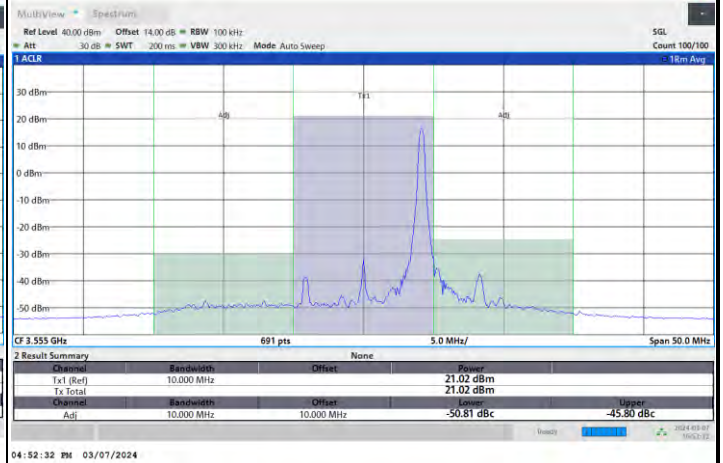 MultiView Spectrum
Ref Level 40.00 dBm Offset 14.00 dB RBW 100 kHz SGL
Att 30 dB SWT 200 ms VBW 300 kHz Mode Auto Sweep Count 100/100
1 ACLR 1Rm Avg
30 dBm
Tx1
20 dBm
Adj Adj
10 dBm
0 dBm
-10 dBm
-20 dBm
-30 dBm
-40 dBm
-50 dBm
CF 3.555 GHz 691 pts 5.0 MHz/ Span 50.0 MHz
2 Result Summary None
Channel Bandwidth Offset Power
Tx1 (Ref) 10.000 MHz 21.02 dBm
Tx Total 21.02 dBm
Channel Bandwidth Offset Lower Upper
Adj 10.000 MHz 10.000 MHz -50.81 dBc -45.80 dBc
Ready 2024-03-07
16:52:32
04:52:32 PM 03/07/2024